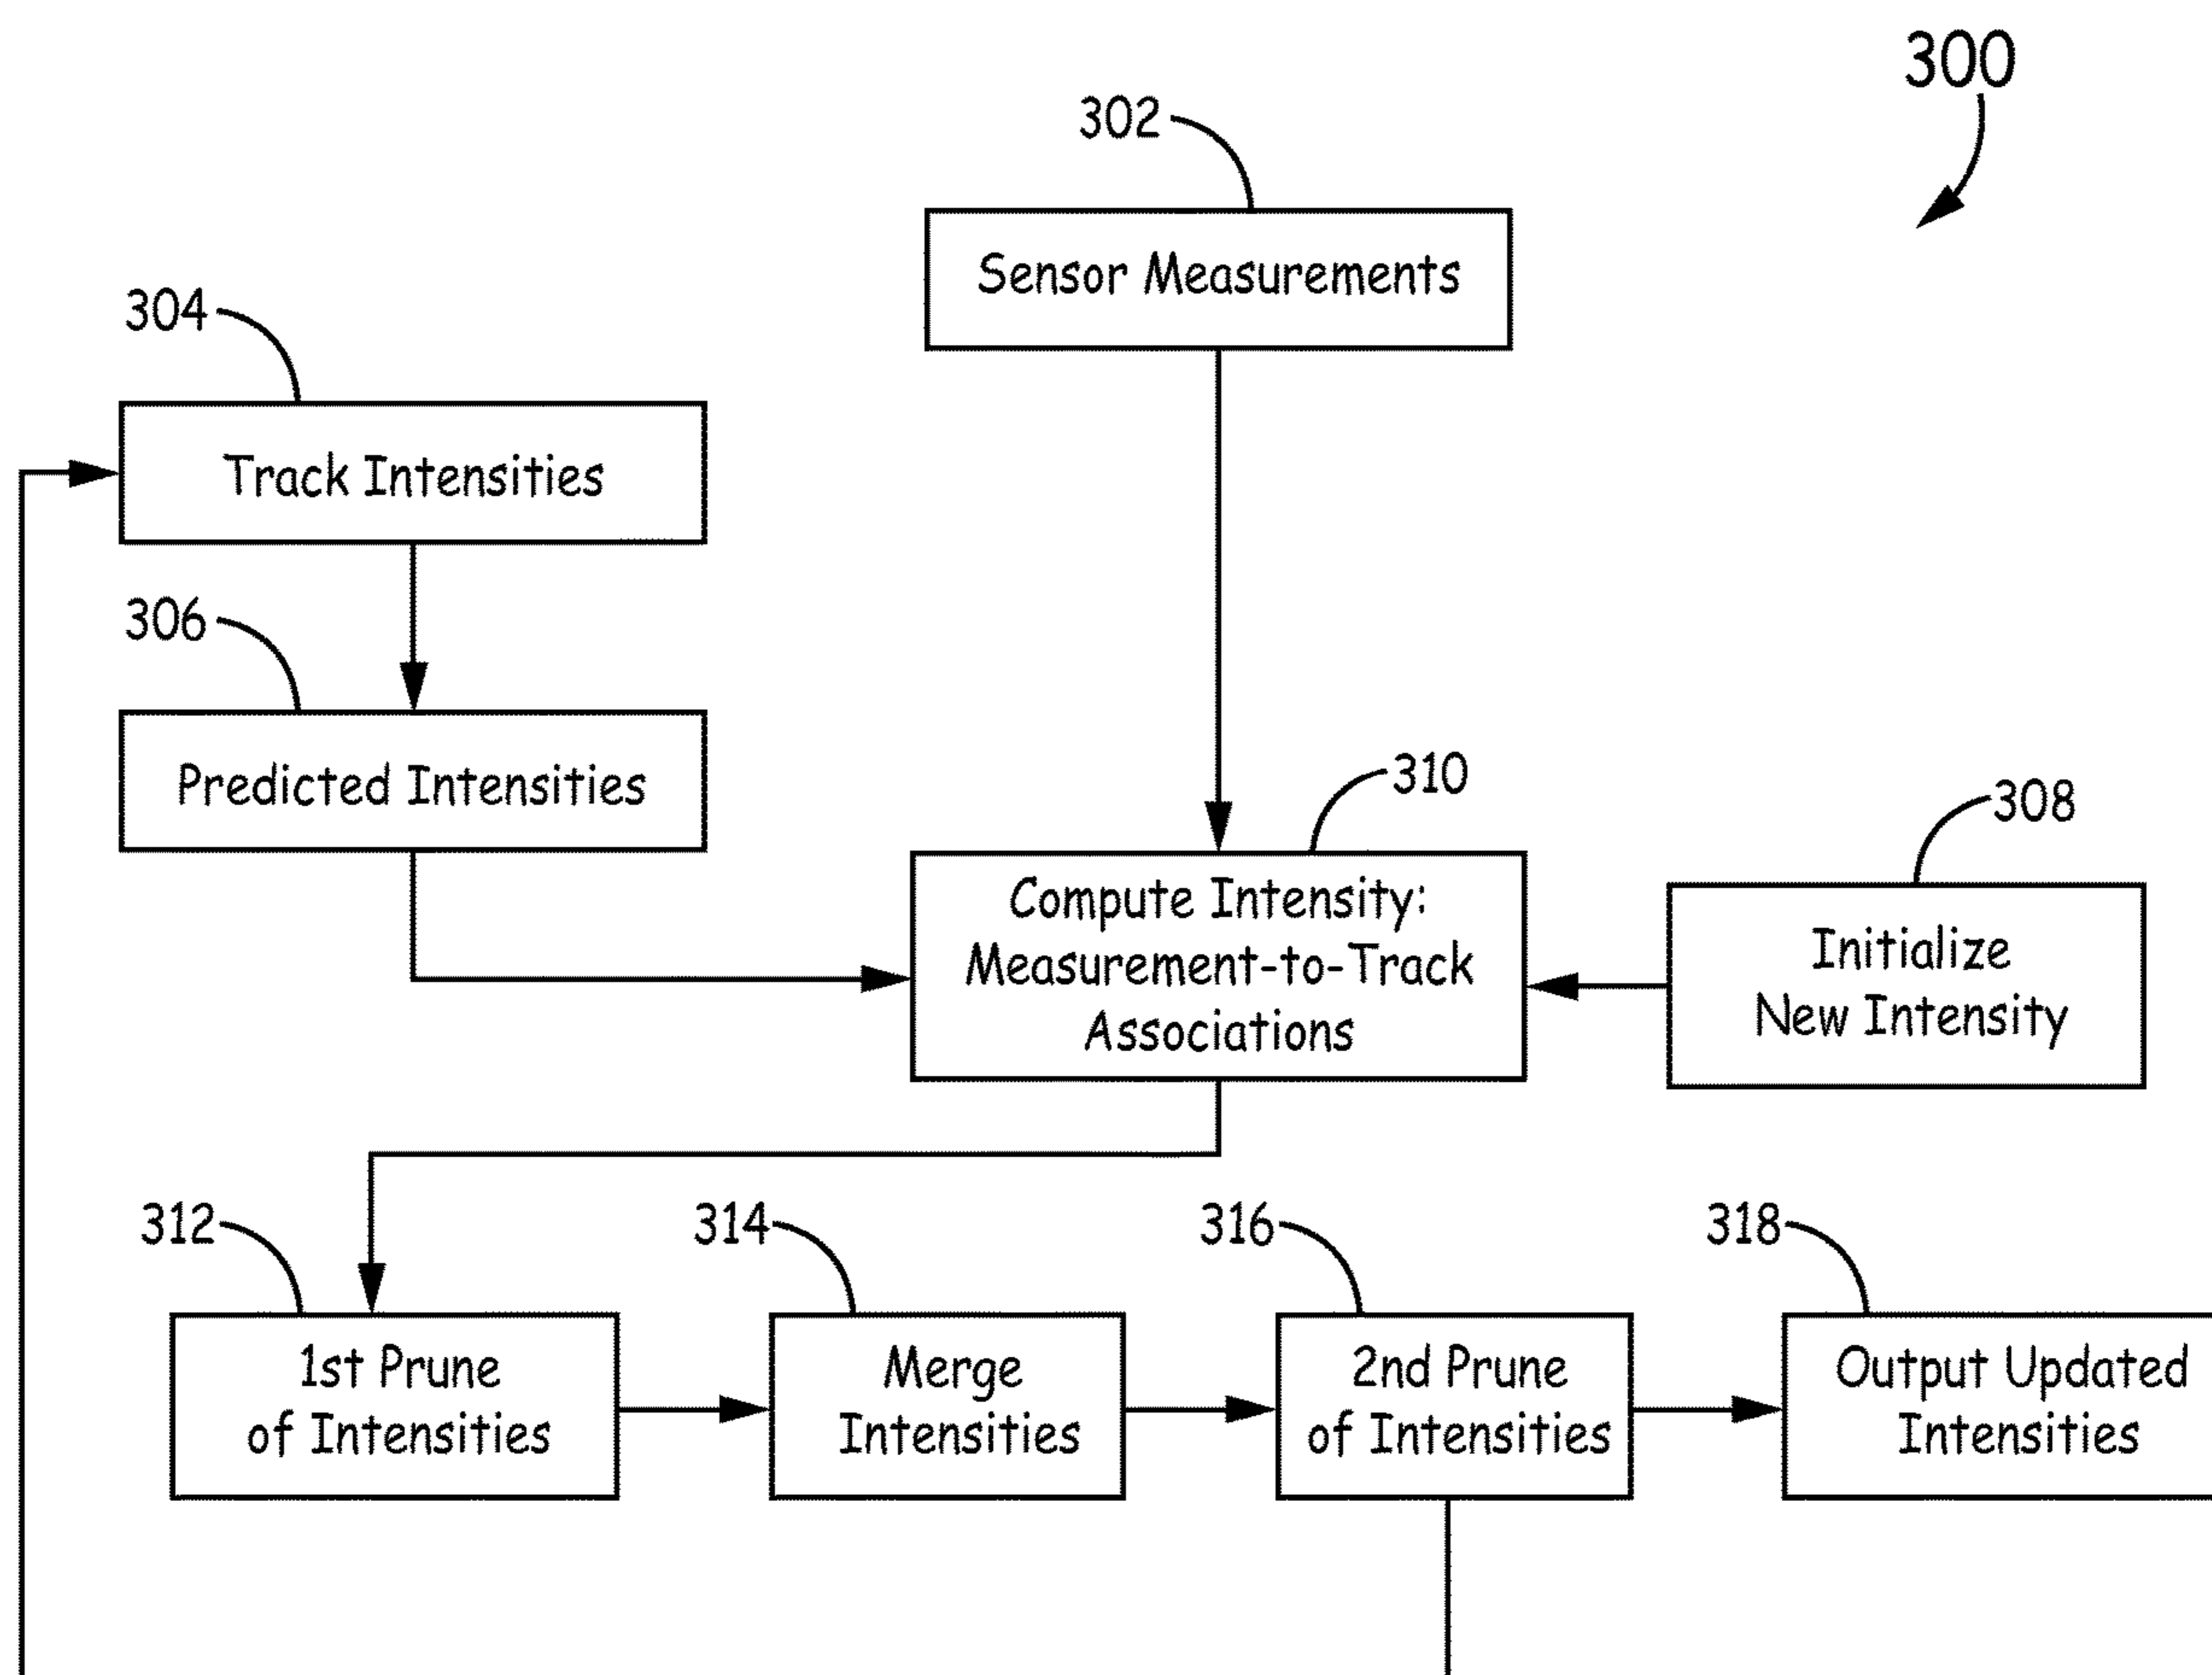 300
302
Sensor Measurements
304
Track Intensities
306
Predicted Intensities
310
Compute Intensity:
Measurement-to-Track
Associations
308
Initialize
New Intensity
312
1st Prune
of Intensities
314
Merge
Intensities
316
2nd Prune
of Intensities
318
Output Updated
Intensities